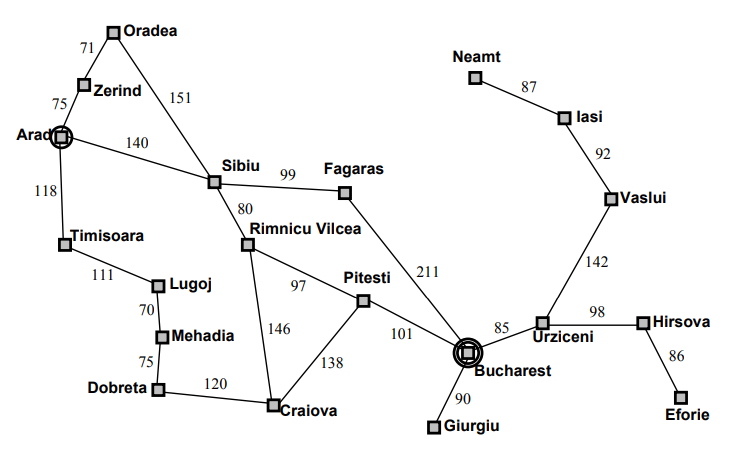 Oradea
71
Neamt
Zerind
87
75
151
Iasi
Arad
140
92
Sibiu
99
Fagaras
118
80
Vaslui
Timisoara
Rimnicu Vilcea
111
Lugoj
97
Pitesti
211
142
70
Mehadia
146
101
85
98
Hirsova
Urziceni
75
138
86
Bucharest
Dobreta
120
90
Craiova
Giurgiu
Eforie